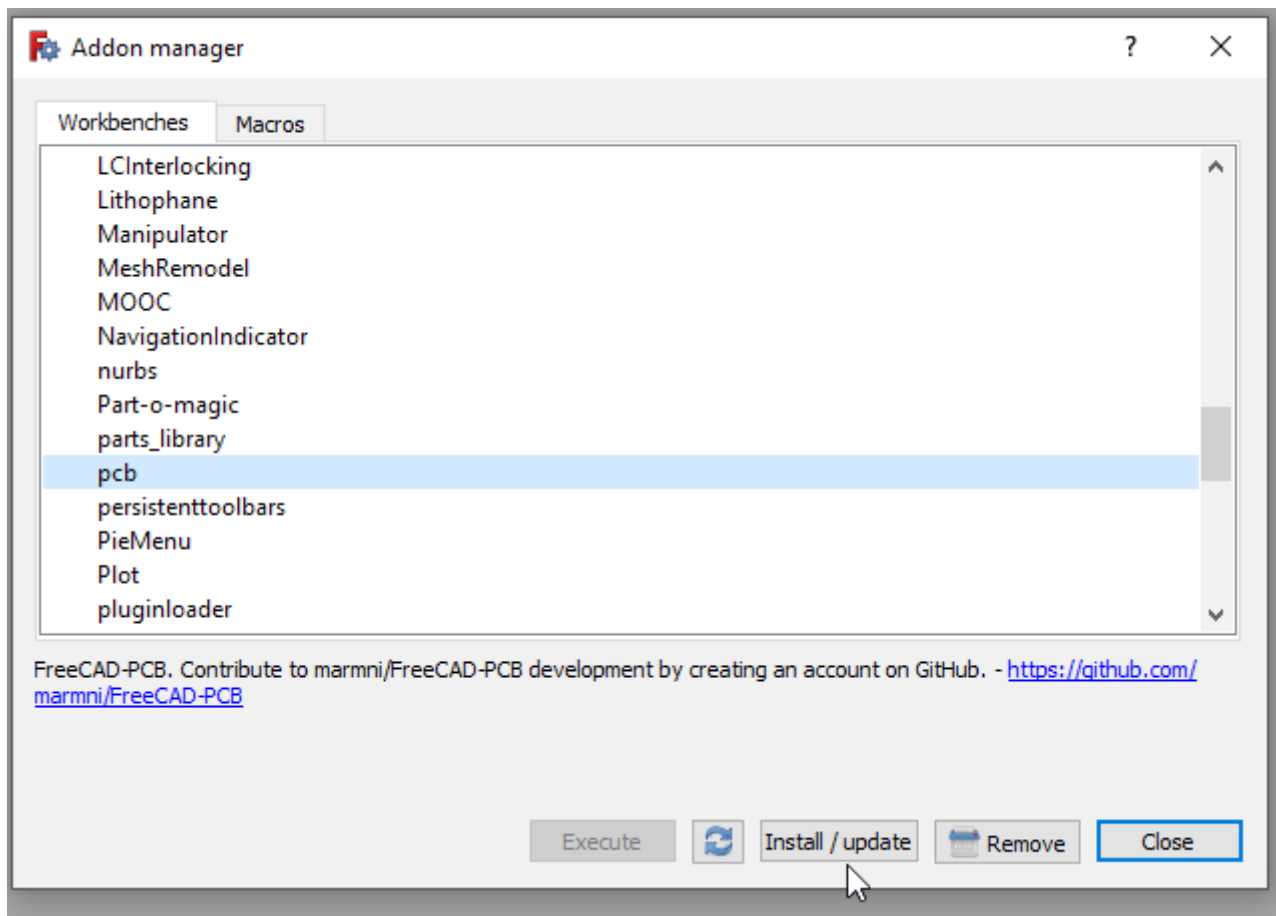 Addon manager
?
Workbenches
Macros
LCInterlocking
Lithophane
Manipulator
MeshRemodel
MOOC
NavigationIndicator
nurbs
Part-o-magic
parts_library
pcb
persistenttoolbars
PieMenu
Plot
pluginloader
FreeCAD-PCB. Contribute to marmni/FreeCAD-PCB development by creating an account on GitHub. - https://github.com/
marmni/FreeCAD-PCB
Execute
Install / update
Remove
Close